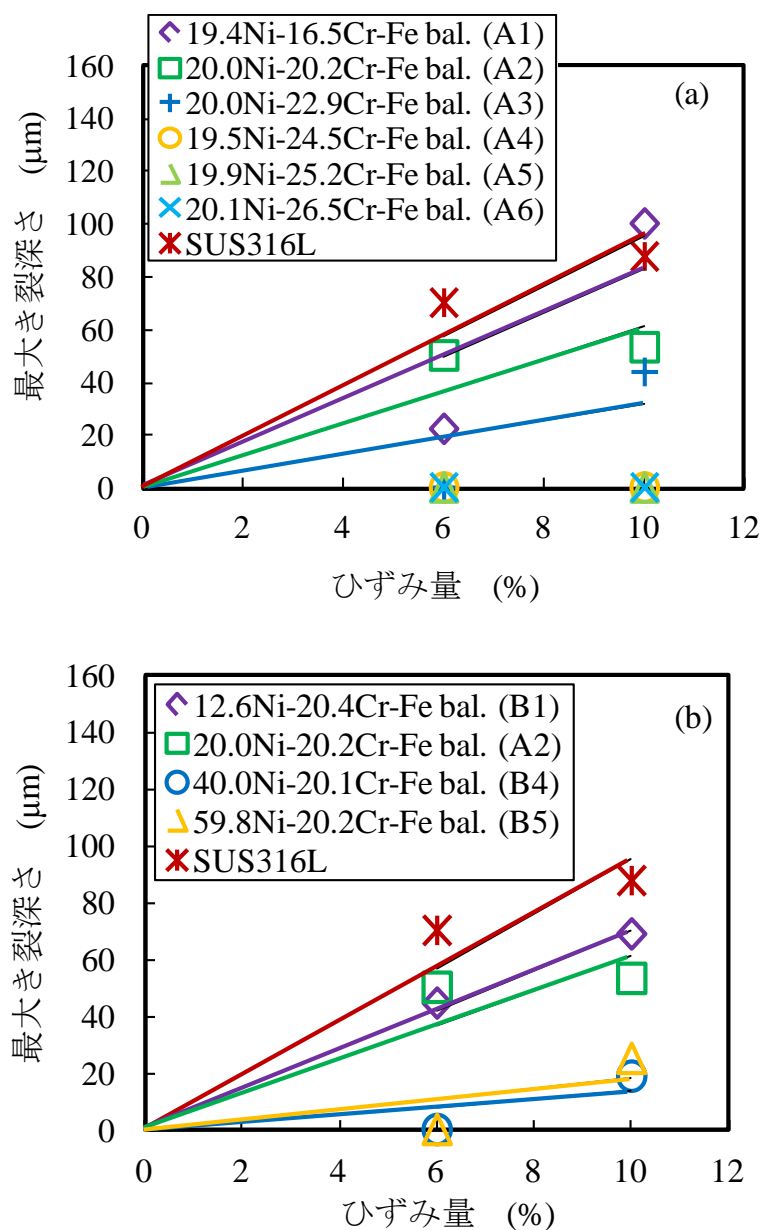 19.4Ni-16.5Cr-Fe bal. (A1)
20.0Ni-20.2Cr-Fe bal. (A2)
20.0Ni-22.9Cr-Fe bal. (A3)
19.5Ni-24.5Cr-Fe bal. (A4)
19.9Ni-25.2Cr-Fe bal. (A5)
20.1Ni-26.5Cr-Fe bal. (A6)
SUS316L
(a)
160
140
120
100
80
60
40
20
0
最大き裂深さ (μm)
0 2 4 6 8 10 12
ひずみ量 (%)
12.6Ni-20.4Cr-Fe bal. (B1)
20.0Ni-20.2Cr-Fe bal. (A2)
40.0Ni-20.1Cr-Fe bal. (B4)
59.8Ni-20.2Cr-Fe bal. (B5)
SUS316L
(b)
160
140
120
100
80
60
40
20
0
最大き裂深さ (μm)
0 2 4 6 8 10 12
ひずみ量 (%)